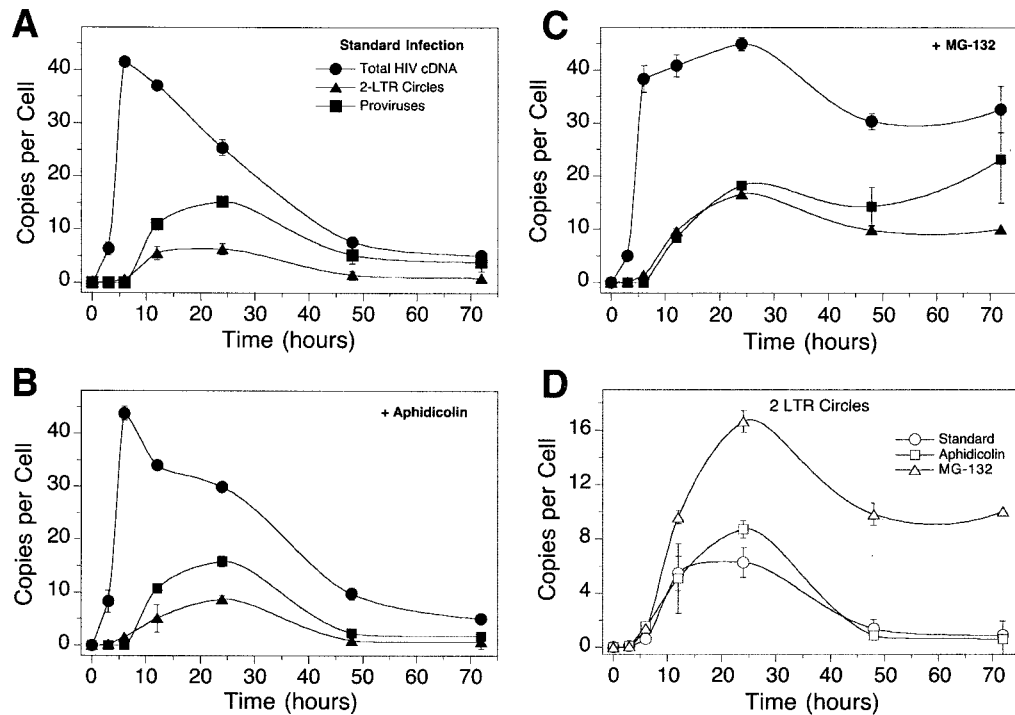 A
Standard Infection
Total HIV cDNA
2-LTR Circles
Proviruses
Copies per Cell
40
30
20
10
0
0 10 20 30 40 50 60 70
Time (hours)
B
+ Aphidicolin
Copies per Cell
40
30
20
10
0
0 10 20 30 40 50 60 70
Time (hours)
C
+ MG-132
Copies per Cell
40
30
20
10
0
0 10 20 30 40 50 60 70
Time (hours)
D
2 LTR Circles
Standard
Aphidicolin
MG-132
Copies per Cell
16
12
8
4
0
0 10 20 30 40 50 60 70
Time (hours)